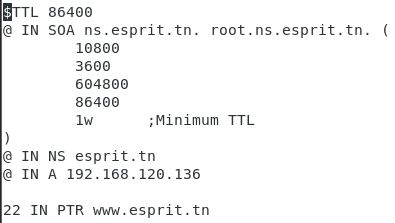 $TTL 86400
@ IN SOA ns.esprit.tn. root.ns.esprit.tn. (
10800
3600
604800
86400
1w ;Minimum TTL
)
@ IN NS esprit.tn
@ IN A 192.168.120.136
22 IN PTR www.esprit.tn